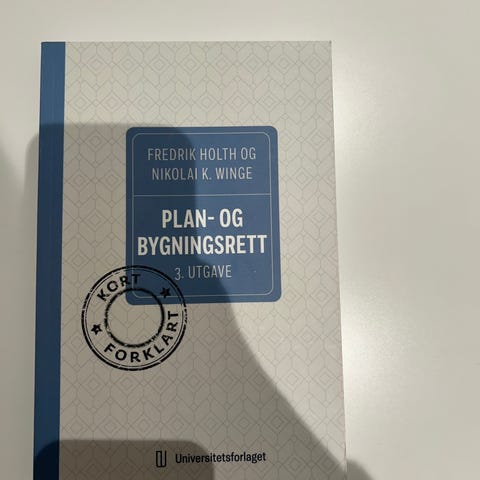 FREDRIK HOLTH OG
NIKOLAI K. WINGE
PLAN- OG
BYGNINGSRETT
3. UTGAVE
KORT
FORKLART
Universitetsforlaget